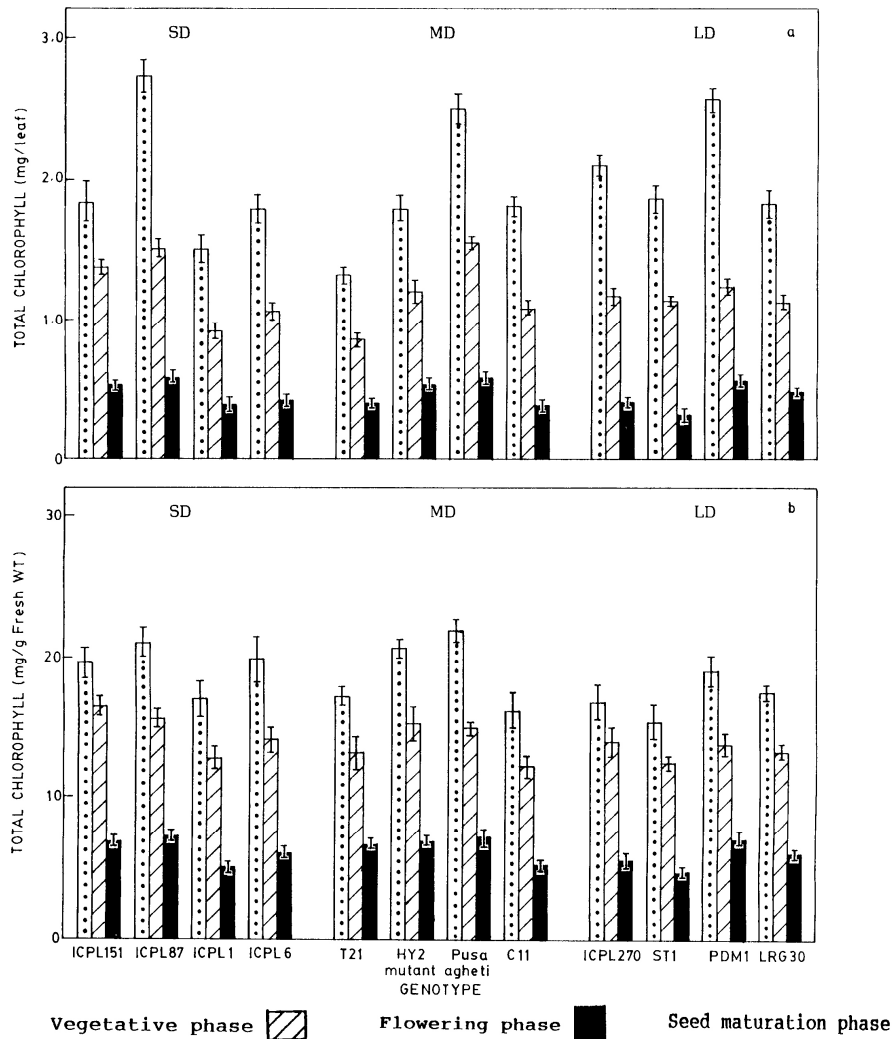 3.0
SD
MD
LD
a
2.0
1.0
0
TOTAL CHLOROPHYLL (mg/leaf)
30
SD
MD
LD
b
20
10
0
TOTAL CHLOROPHYLL (mg/g Fresh WT)
ICPL151 ICPL87 ICPL1 ICPL6 T21 HY2 Pusa C11 ICPL270 ST1 PDM1 LRG30
mutant agheti
GENOTYPE
Vegetative phase Flowering phase Seed maturation phase